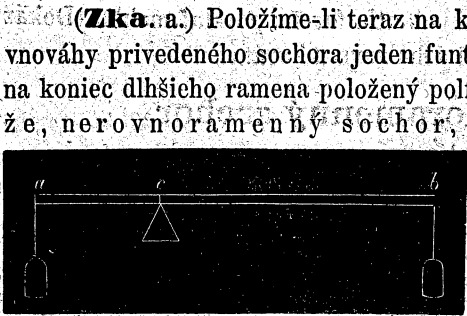 (Zka. a.) Položíme-li teraz na k
vnováhy privedeného sochora jeden funt
na koniec dlhšieho ramena položený pol
že, nerovnoramenný sochor,
a c b